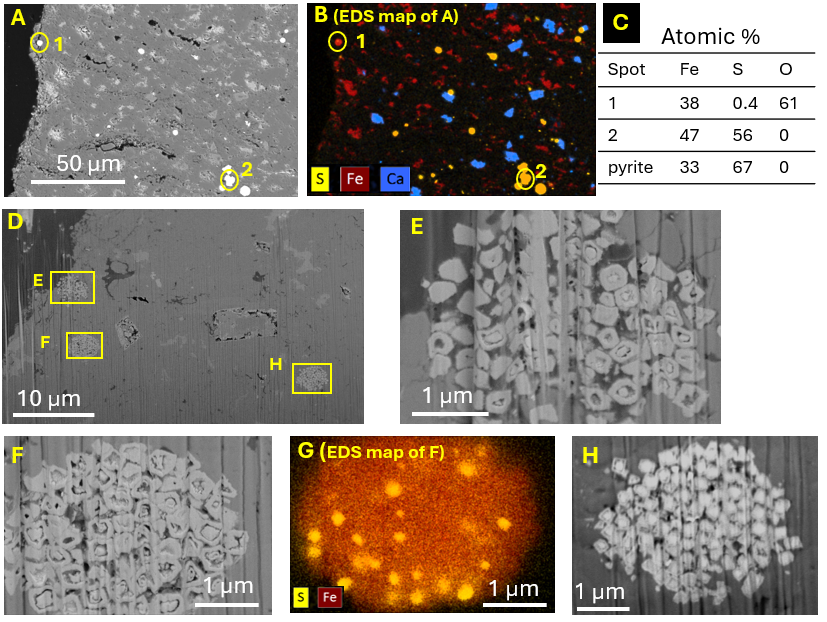 A
1
50 µm
2
B (EDS map of A)
1
2
S Fe Ca
C Atomic %
Spot Fe S O
1 38 0.4 61
2 47 56 0
pyrite 33 67 0
D
E
F
H
10 µm
E
1 µm
F
1 µm
G (EDS map of F)
S Fe
1 µm
H
1 µm